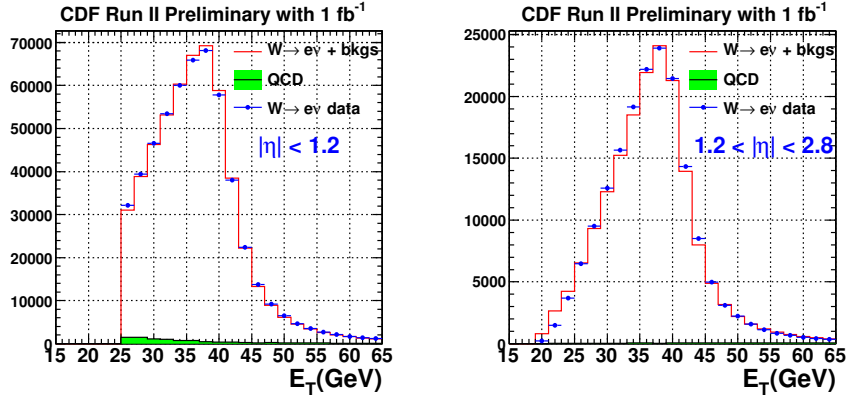 CDF Run II Preliminary with 1 fb⁻¹
70000
60000
50000
40000
30000
20000
10000
0
W→ eν + bkgs
QCD
W→ eν data
|η| < 1.2
15 20 25 30 35 40 45 50 55 60 65
E_T(GeV)
CDF Run II Preliminary with 1 fb⁻¹
25000
20000
15000
10000
5000
0
W→ eν + bkgs
QCD
W→ eν data
1.2 < |η| < 2.8
15 20 25 30 35 40 45 50 55 60 65
E_T(GeV)